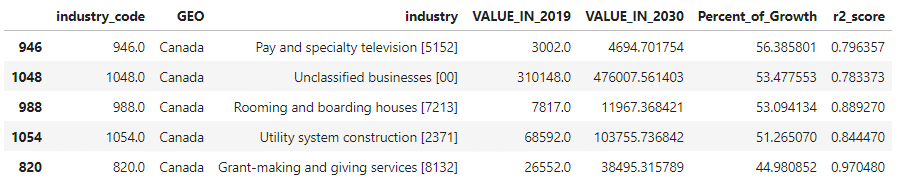 industry_code GEO industry VALUE_IN_2019 VALUE_IN_2030 Percent_of_Growth r2_score
946 946.0 Canada Pay and specialty television [5152] 3002.0 4694.701754 56.385801 0.796357
1048 1048.0 Canada Unclassified businesses [00] 310148.0 476007.561403 53.477553 0.783373
988 988.0 Canada Rooming and boarding houses [7213] 7817.0 11967.368421 53.094134 0.889270
1054 1054.0 Canada Utility system construction [2371] 68592.0 103755.736842 51.265070 0.844470
820 820.0 Canada Grant-making and giving services [8132] 26552.0 38495.315789 44.980852 0.970480